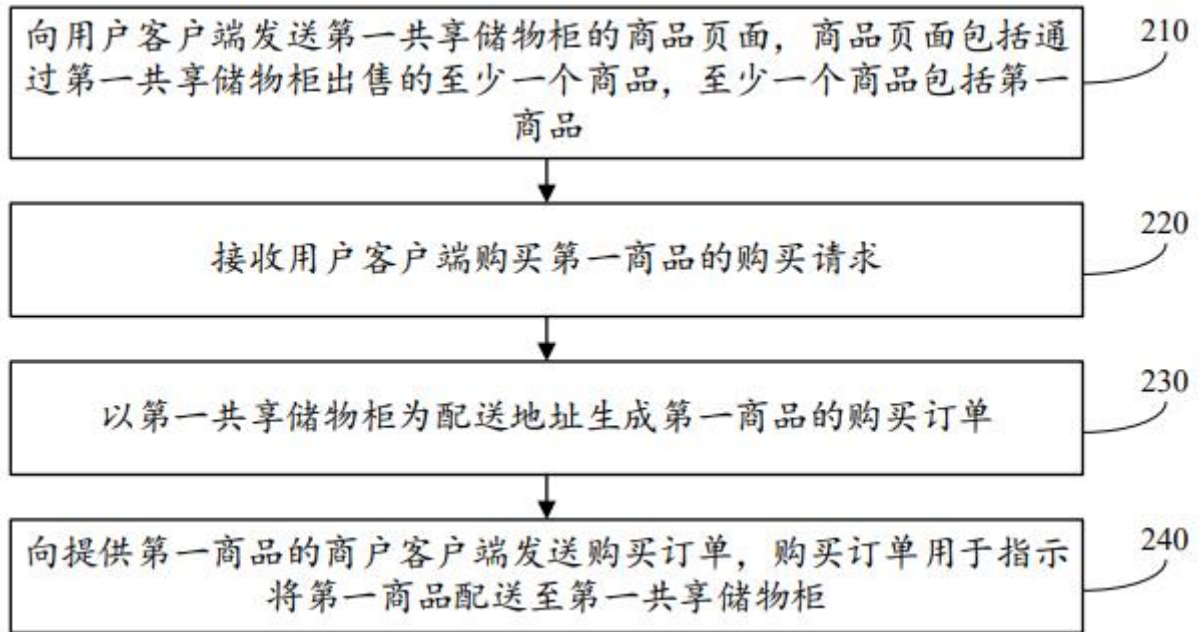 向用户客户端发送第一共享储物柜的商品页面，商品页面包括通
过第一共享储物柜出售的至少一个商品，至少一个商品包括第一
商品
210
接收用户客户端购买第一商品的购买请求
220
以第一共享储物柜为配送地址生成第一商品的购买订单
230
向提供第一商品的商户客户端发送购买订单，购买订单用于指示
将第一商品配送至第一共享储物柜
240